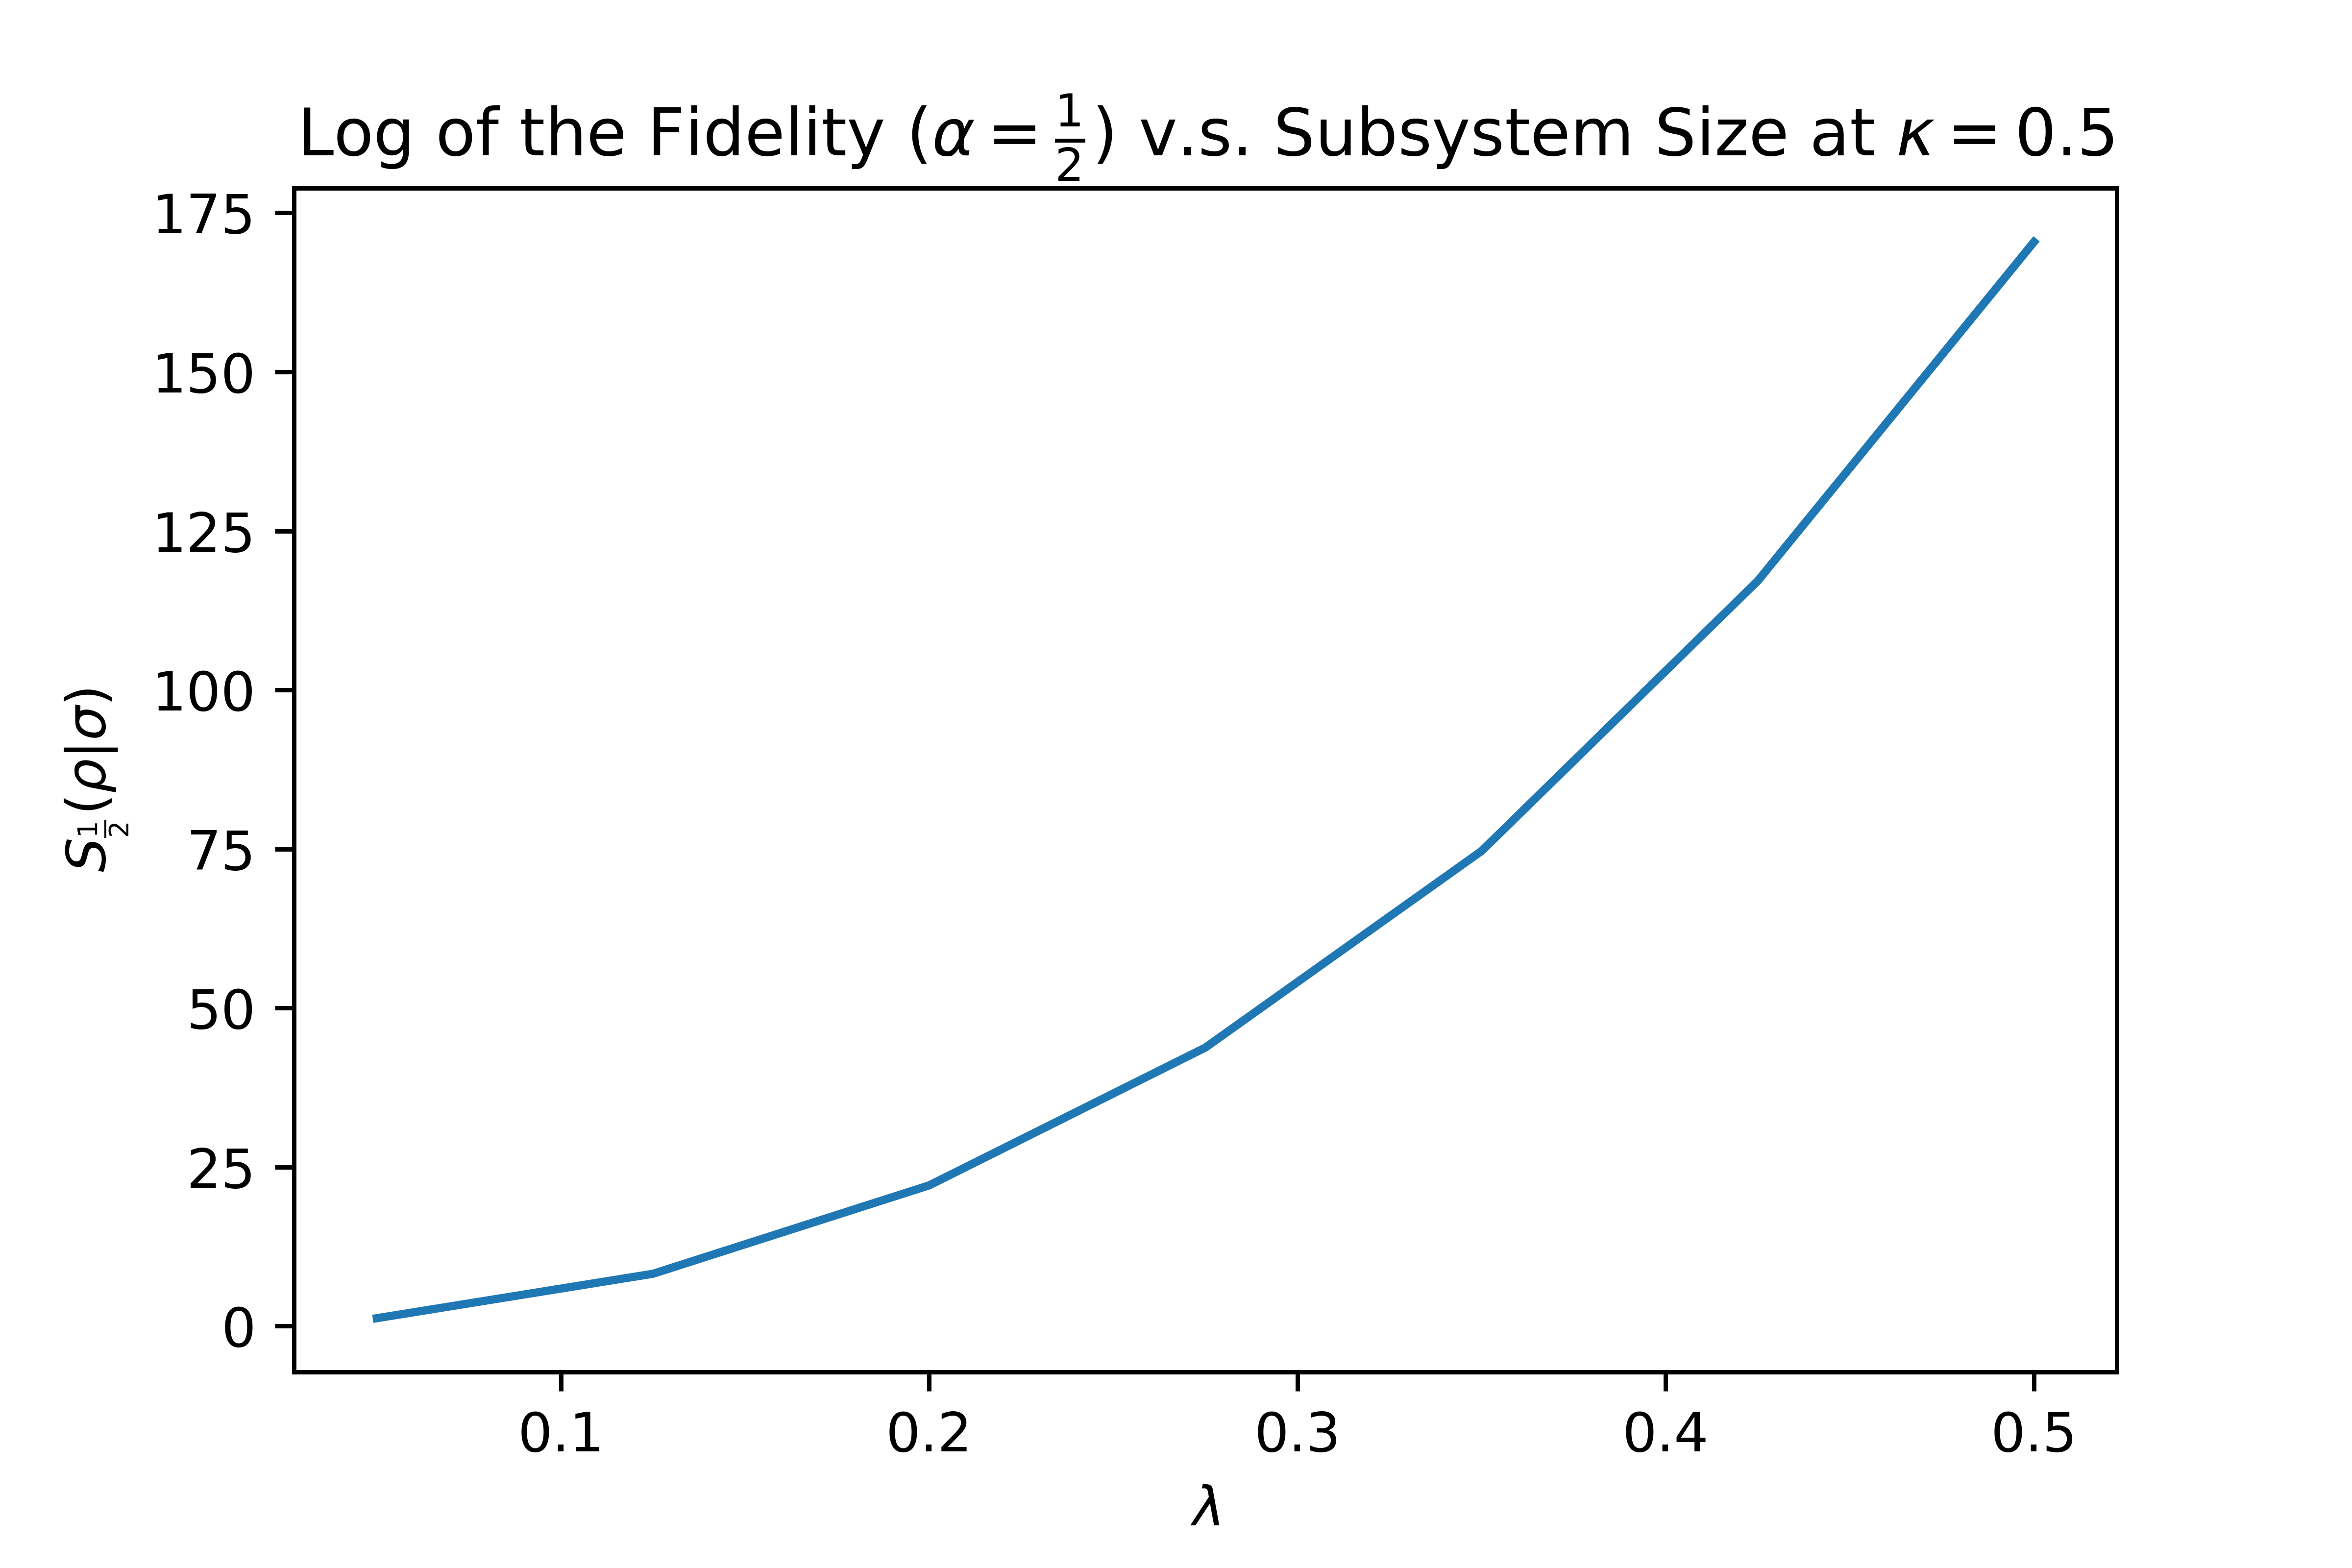 Log of the Fidelity (α = 1/2) v.s. Subsystem Size at κ = 0.5
S̃_{1/2}(ρ|σ)
175
150
125
100
75
50
25
0
0.1 0.2 0.3 0.4 0.5
λ